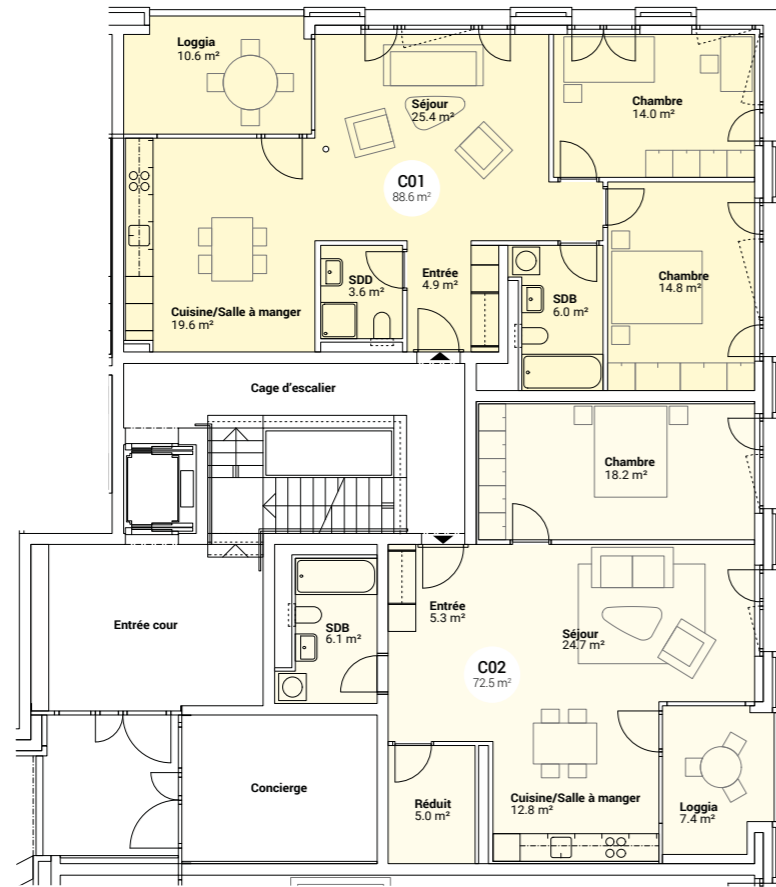 Loggia
10.6 m²
Séjour
25.4 m²
Chambre
14.0 m²
C01
88.6 m²
Chambre
14.8 m²
SDD
3.6 m²
Entrée
4.9 m²
SDB
6.0 m²
Cuisine/Salle à manger
19.6 m²
Cage d'escalier
Chambre
18.2 m²
Entrée cour
SDB
6.1 m²
Entrée
5.3 m²
Séjour
24.7 m²
C02
72.5 m²
Concierge
Réduit
5.0 m²
Cuisine/Salle à manger
12.8 m²
Loggia
7.4 m²